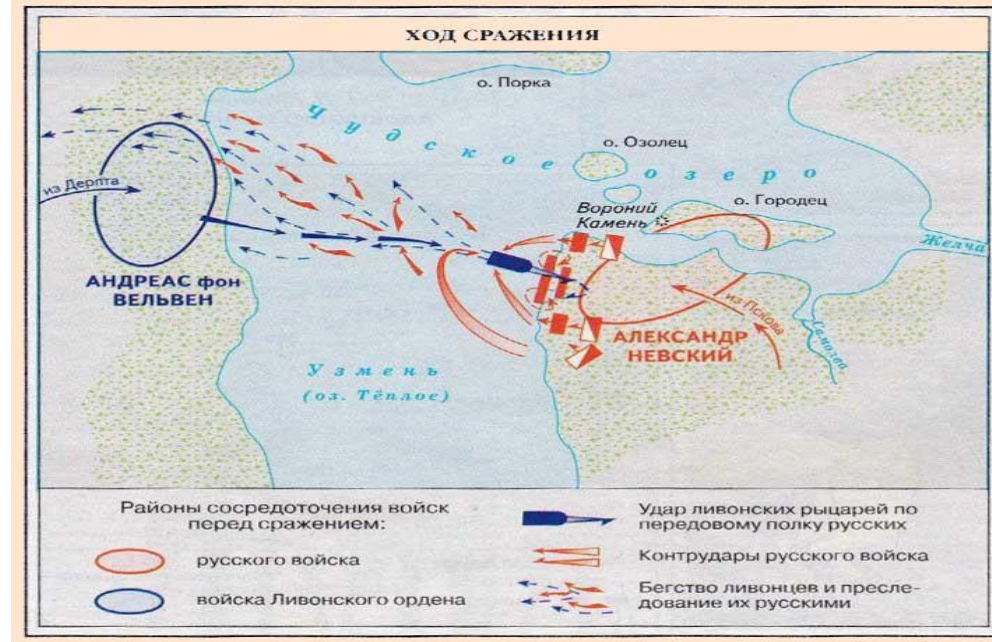 ХОД СРАЖЕНИЯ
о. Порка
Чудское озеро
о. Озолец
из Дерпта
Вороний
Камень
о. Городец
Желча
АНДРЕАС фон
ВЕЛЬВЕН
из Пскова
Самолва
АЛЕКСАНДР
НЕВСКИЙ
Узмень
(оз. Тёплое)
Районы сосредоточения войск
перед сражением:
русского войска
войска Ливонского ордена
Удар ливонских рыцарей по
передовому полку русских
Контрудары русского войска
Бегство ливонцев и пресле-
дование их русскими